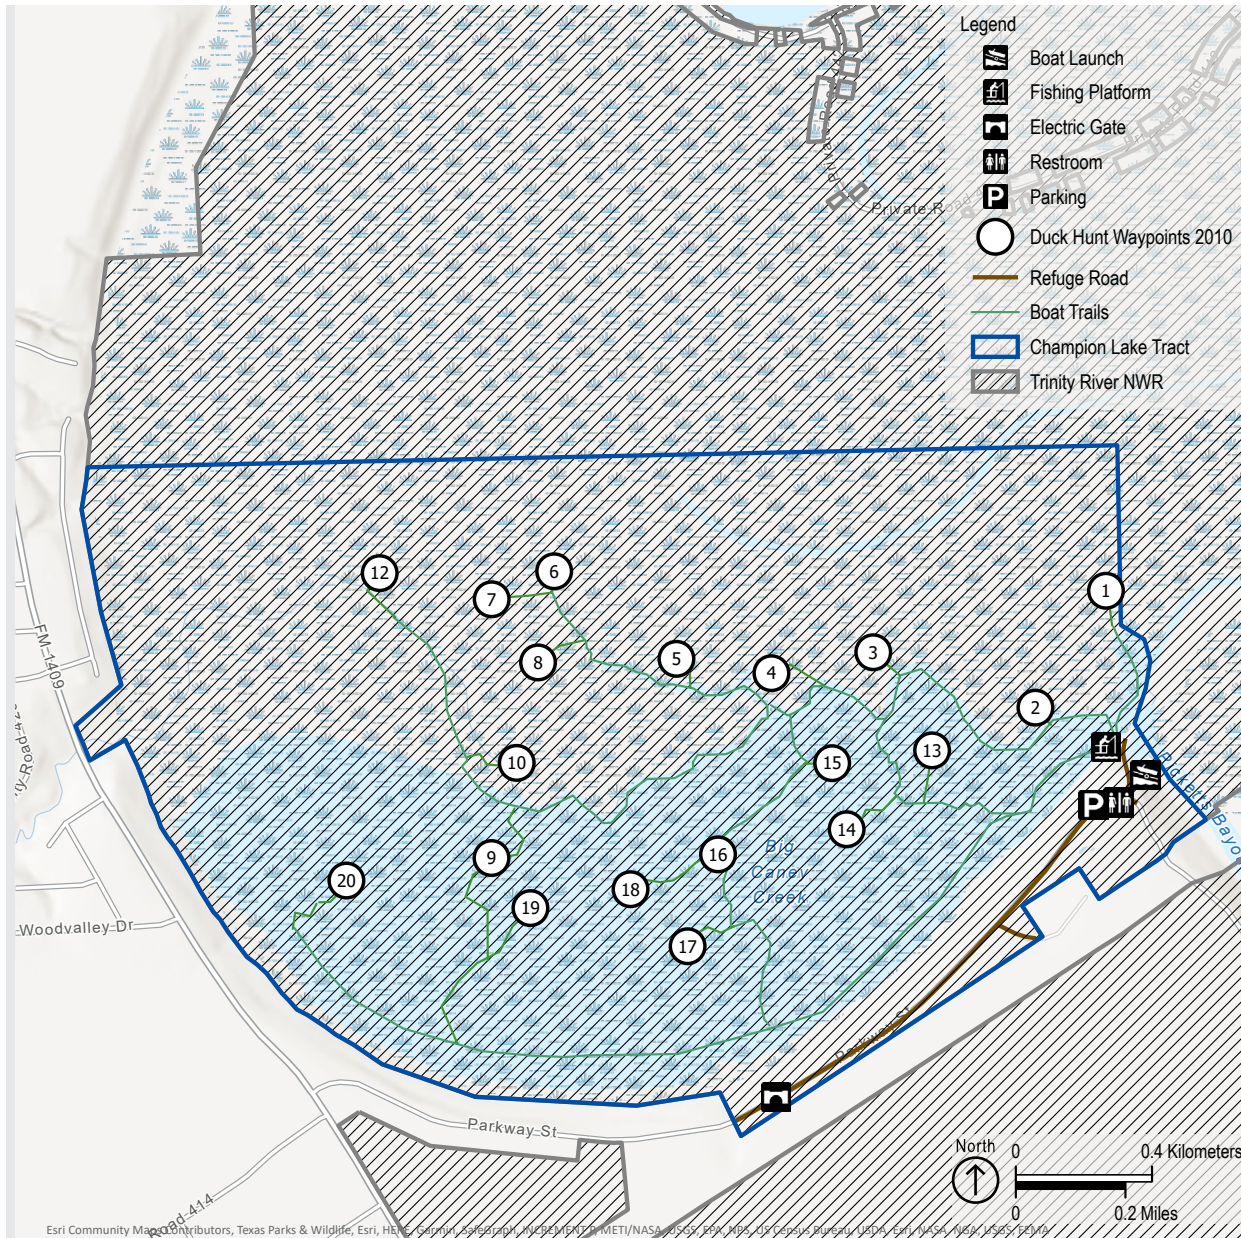 Legend
Boat Launch
Fishing Platform
Electric Gate
Restroom
P Parking
Duck Hunt Waypoints 2010
Refuge Road
Boat Trails
Champion Lake Tract
Trinity River NWR
Private Road
12
6
7
1
8
5
4
3
2
13
10
15
14
9
16
18
20
19
17
FM-1409
Big
Caney
Creek
P
Ricketts Bayo
Woodvalley Dr
Parkway St
Parkway St
Road 414
North
0 0.4 Kilometers
0 0.2 Miles
Esri Community Maps Contributors, Texas Parks & Wildlife, Esri, HERE, Garmin, SafeGraph, INCREMENT P, METI/NASA, USGS, EPA, NPS, US Census Bureau, USDA, Esri, NASA, NGA, USGS, FEMA